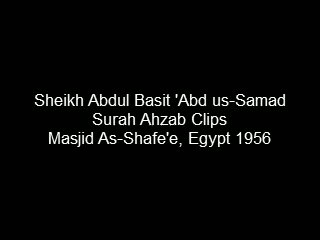 Sheikh Abdul Basit 'Abd us-Samad
Surah Ahzab Clips
Masjid As-Shafe'e, Egypt 1956